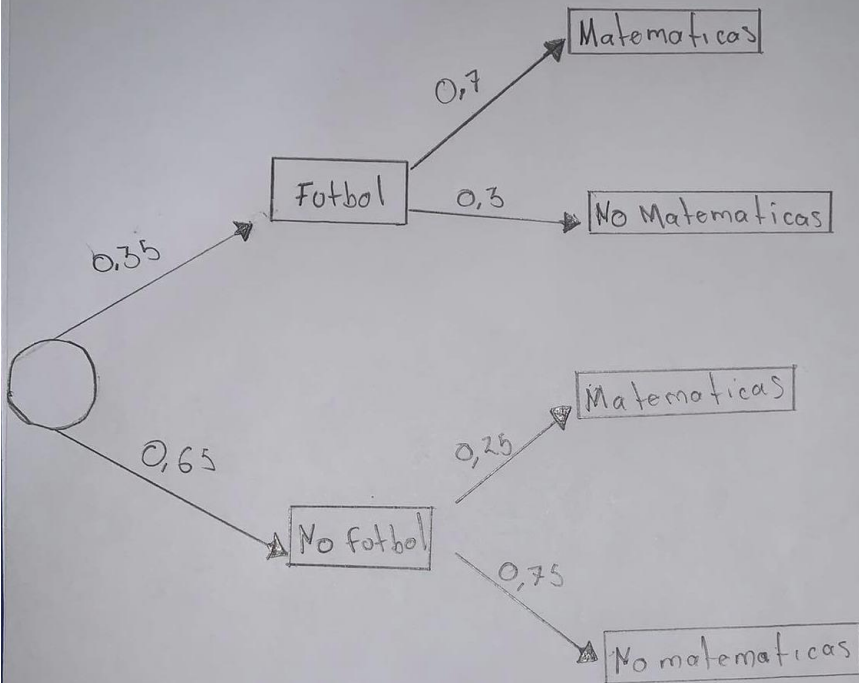 Matematicas
0,7
Fotbol
0,3
No Matematicas
0,35
Matematicas
0,25
0,65
No fotbol
0,75
No matematicas